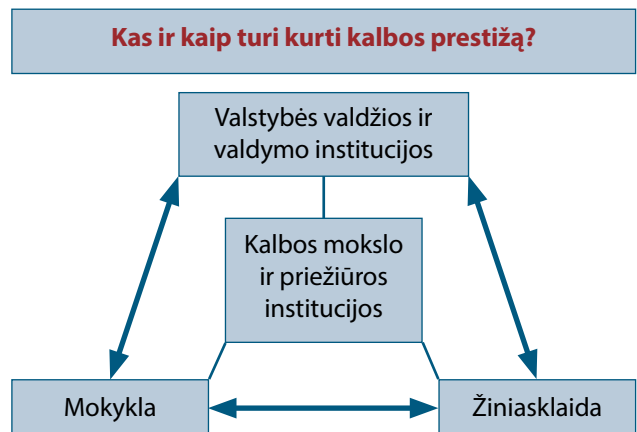 Kas ir kaip turi kurti kalbos prestižą?
Valstybės valdžios ir
valdymo institucijos
Kalbos mokslo
ir priežiūros
institucijos
Mokykla
Žiniasklaida